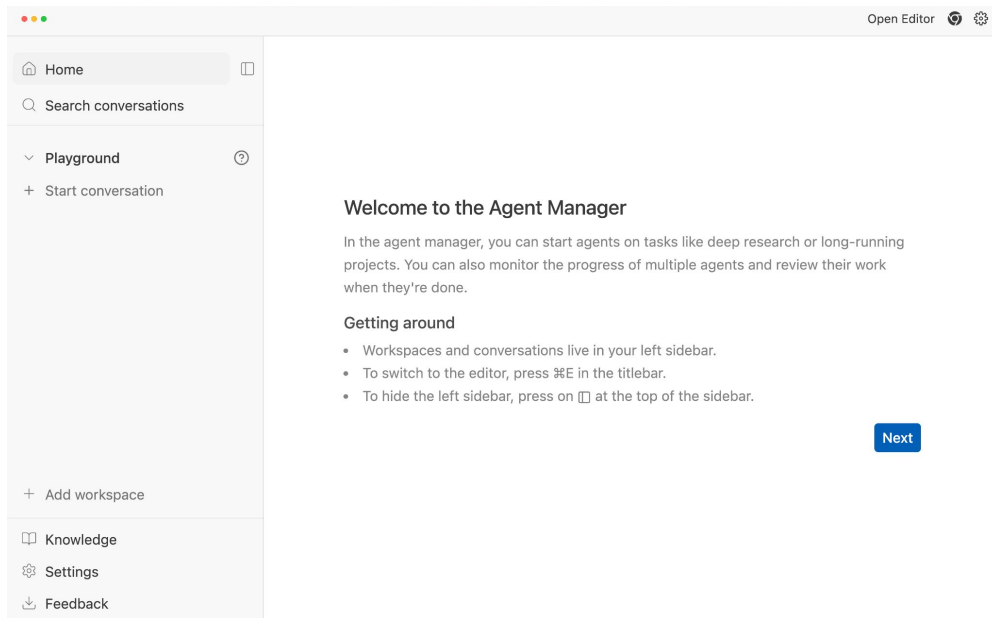 Open Editor
Home
Search conversations
Playground
Start conversation
Welcome to the Agent Manager
In the agent manager, you can start agents on tasks like deep research or long-running
projects. You can also monitor the progress of multiple agents and review their work
when they're done.
Getting around
• Workspaces and conversations live in your left sidebar.
• To switch to the editor, press ⌘E in the titlebar.
• To hide the left sidebar, press on at the top of the sidebar.
Next
Add workspace
Knowledge
Settings
Feedback